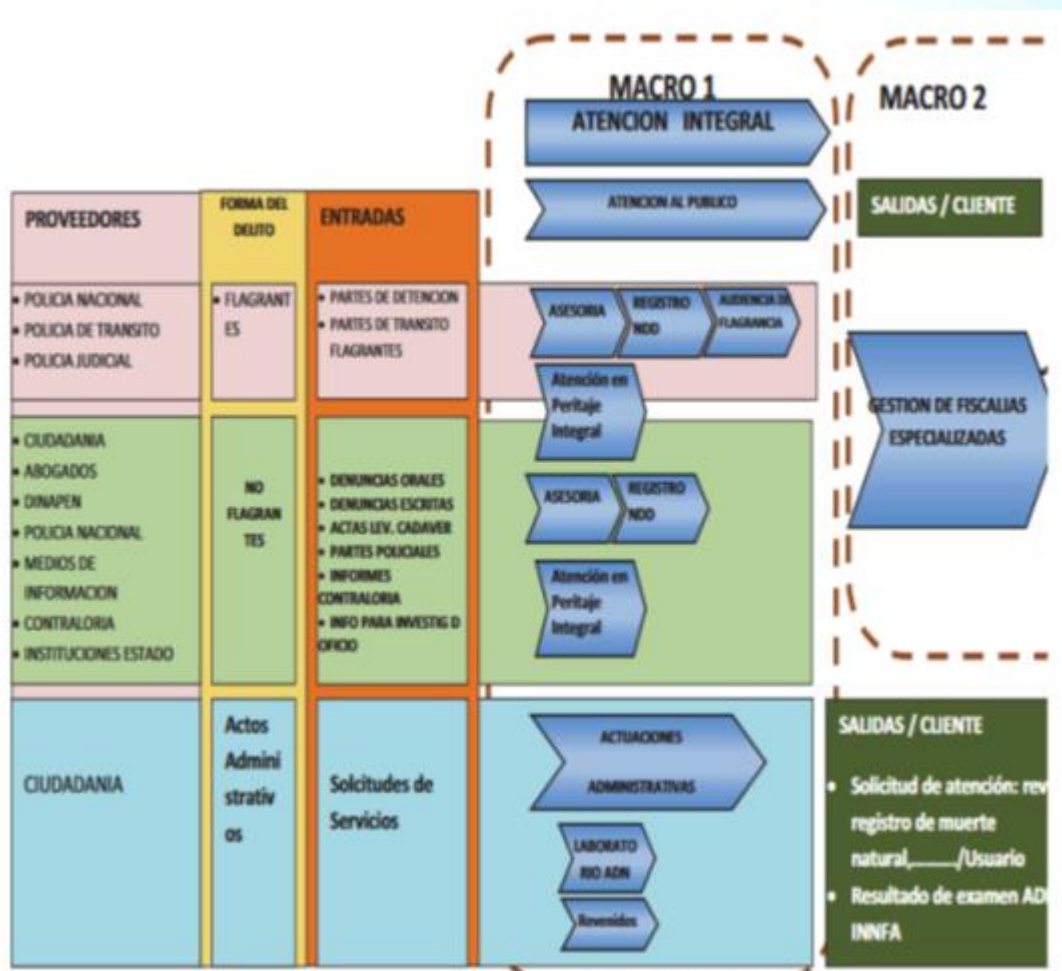 MACRO 1
ATENCION INTEGRAL
ATENCION AL PUBLICO
MACRO 2
SALIDAS / CLIENTE
PROVEEDORES
FORMA DEL
DELITO
ENTRADAS
• POLICIA NACIONAL
• POLICIA DE TRANSITO
• POLICIA JUDICIAL
• FLAGRANT
ES
• PARTES DE DETENCION
• PARTES DE TRANSITO
FLAGRANTES
ASESORIA
REGISTRO
NDD
AUDIENCIA DE
FLAGRANCIA
Atención en
Peritaje
Integral
GESTION DE FISCALIAS
ESPECIALIZADAS
• CIUDADANIA
• ABOGADOS
• DINAPEN
• POLICIA NACIONAL
• MEDIOS DE
INFORMACION
• CONTRALORIA
• INSTITUCIONES ESTADO
NO
FLAGRAN
TES
• DENUNCIAS ORALES
• DENUNCIAS ESCRITAS
• ACTAS LEV. CADAVER
• PARTES POLICIALES
• INFORMES
CONTRALORIA
• INFO PARA INVESTIG D
OFICIO
ASESORIA
REGISTRO
NDD
Atención en
Peritaje
Integral
CIUDADANIA
Actos
Admini
strativ
os
Solcitudes de
Servicios
ACTUACIONES
ADMINISTRATIVAS
LABORATO
RIO ADN
Revenidos
SALIDAS / CLIENTE
• Solicitud de atención: rev
registro de muerte
natural,......../Usuario
• Resultado de examen AD
INNFA